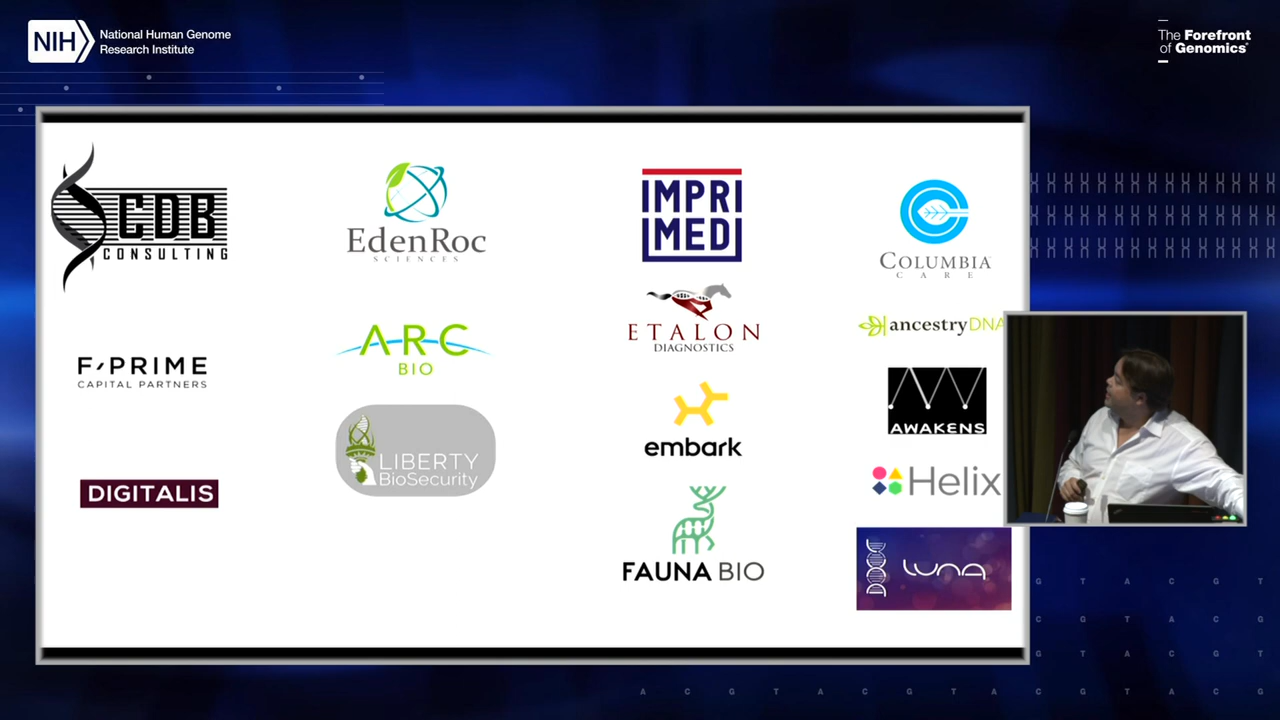 NIH
National Human Genome
Research Institute
The Forefront
of Genomics®
CDB
CONSULTING
F-PRIME
CAPITAL PARTNERS
DIGITALIS
EdenRoc
SCIENCES
ARC
BIO
LIBERTY
BioSecurity
IMPRI
MED
ETALON
DIAGNOSTICS
embark
FAUNA BIO
COLUMBIA
CARE
ancestryDNA
AWAKENS
Helix
LUNA
G T A C G T
C G T A C G
G T A C G T
A C G T A C G T A C G T A C G